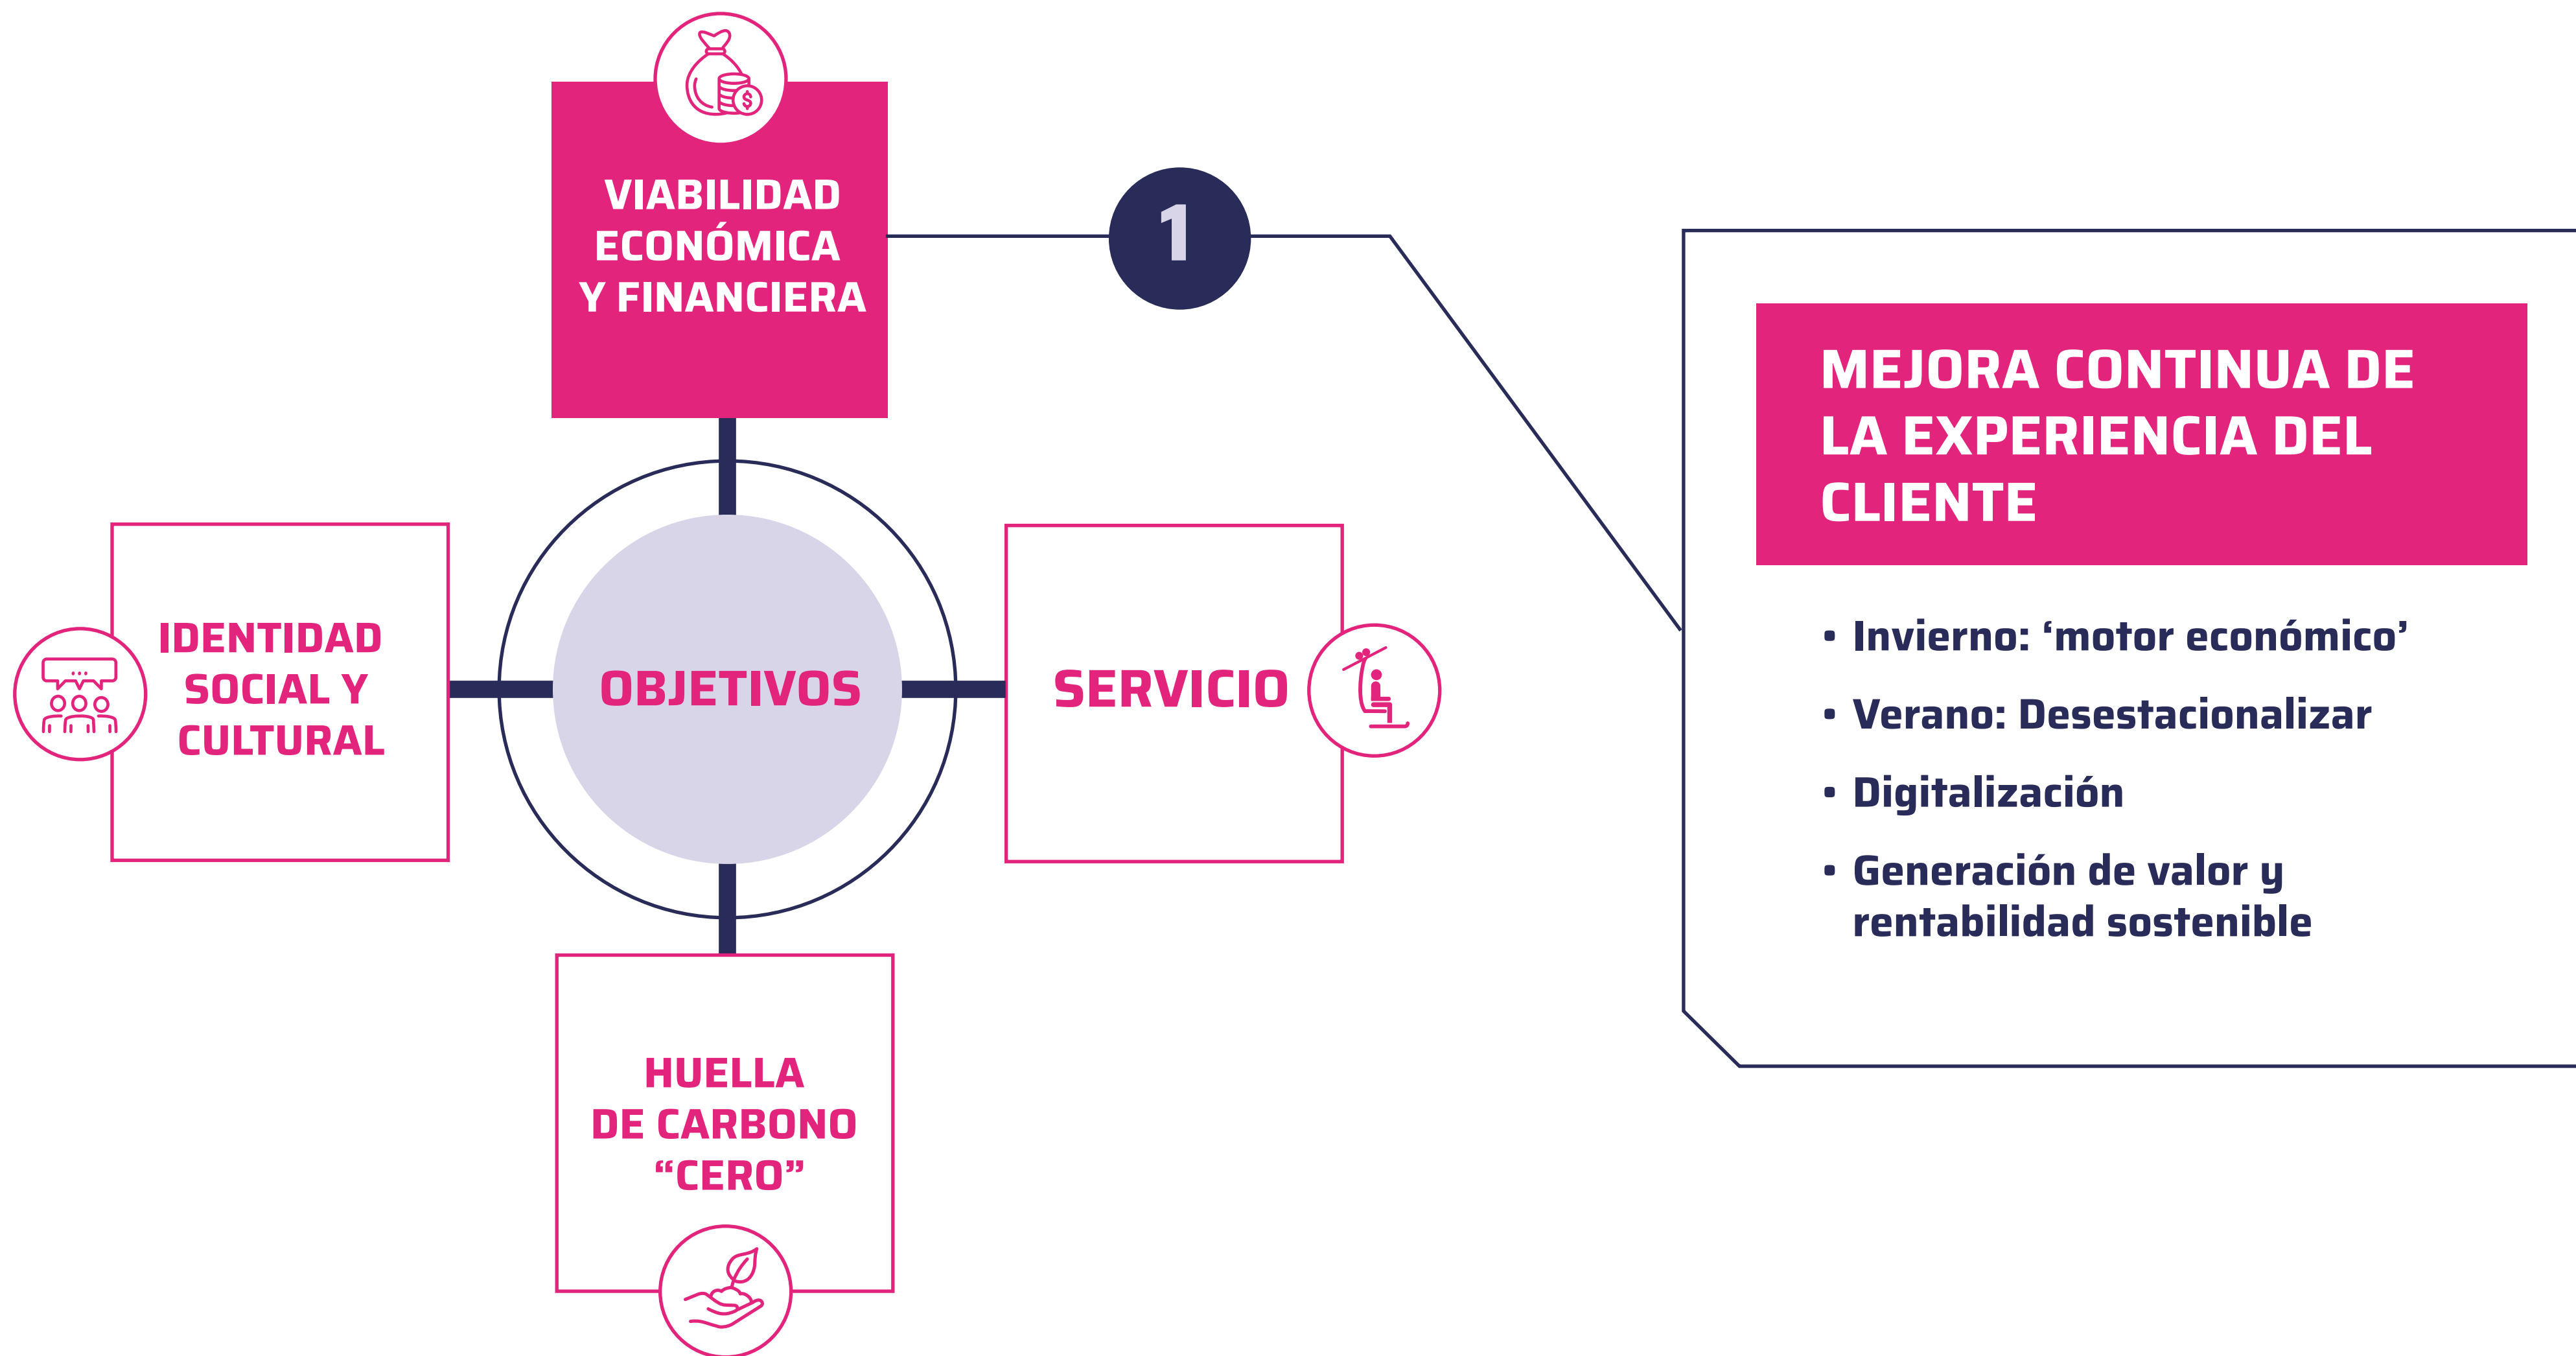 VIABILIDAD
ECONÓMICA
Y FINANCIERA
1
IDENTIDAD
SOCIAL Y
CULTURAL
OBJETIVOS
SERVICIO
HUELLA
DE CARBONO
“CERO”
MEJORA CONTINUA DE
LA EXPERIENCIA DEL
CLIENTE
· Invierno: ‘motor económico’
· Verano: Desestacionalizar
· Digitalización
· Generación de valor y
rentabilidad sostenible